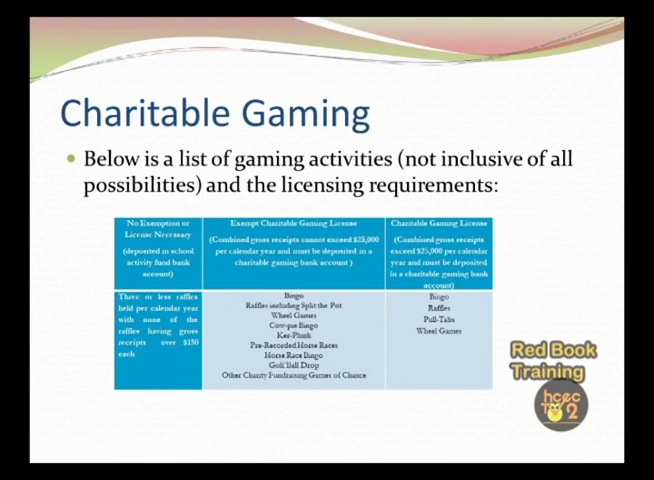 Charitable Gaming
Below is a list of gaming activities (not inclusive of all
possibilities) and the licensing requirements:
No Exemption or
License Necessary
(deposited in school
activity fund bank
account)
Exempt Charitable Gaming License
(Combined gross receipts cannot exceed $25,000
per calendar year and must be deposited in a
charitable gaming bank account )
Charitable Gaming License
(Combined gross receipts
exceed $25,000 per calendar
year and must be deposited
in a charitable gaming bank
account)
Three or less raffles
held per calendar year
with none of the
raffles having gross
receipts over $150
each
Bingo
Raffles including Split the Pot
Wheel Games
Cow-pie Bingo
Ker-Plunk
Pre-Recorded Horse Races
Horse Race Bingo
Golf Ball Drop
Other Charity Fundraising Games of Chance
Bingo
Raffles
Pull-Tabs
Wheel Games
Red Book
Training
hcec
TV 2